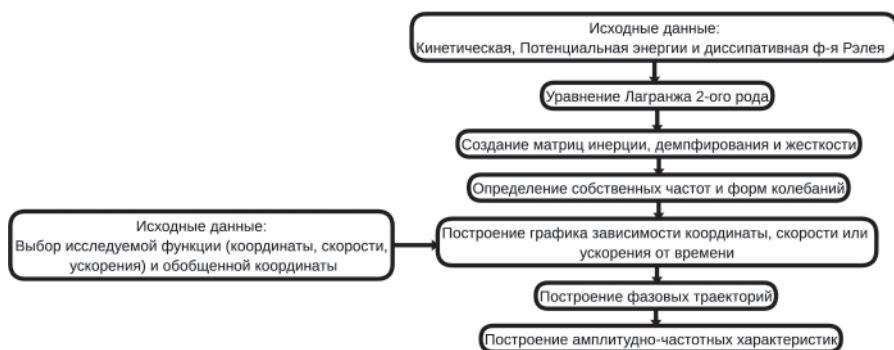 Исходные данные:
Кинетическая, Потенциальная энергии и диссипативная ф-я Рэлея
Уравнение Лагранжа 2-ого рода
Создание матриц инерции, демпфирования и жесткости
Определение собственных частот и форм колебаний
Исходные данные:
Выбор исследуемой функции (координаты, скорости,
ускорения) и обобщенной координаты
Построение графика зависимости координаты, скорости или
ускорения от времени
Построение фазовых траекторий
Построение амплитудно-частотных характеристик